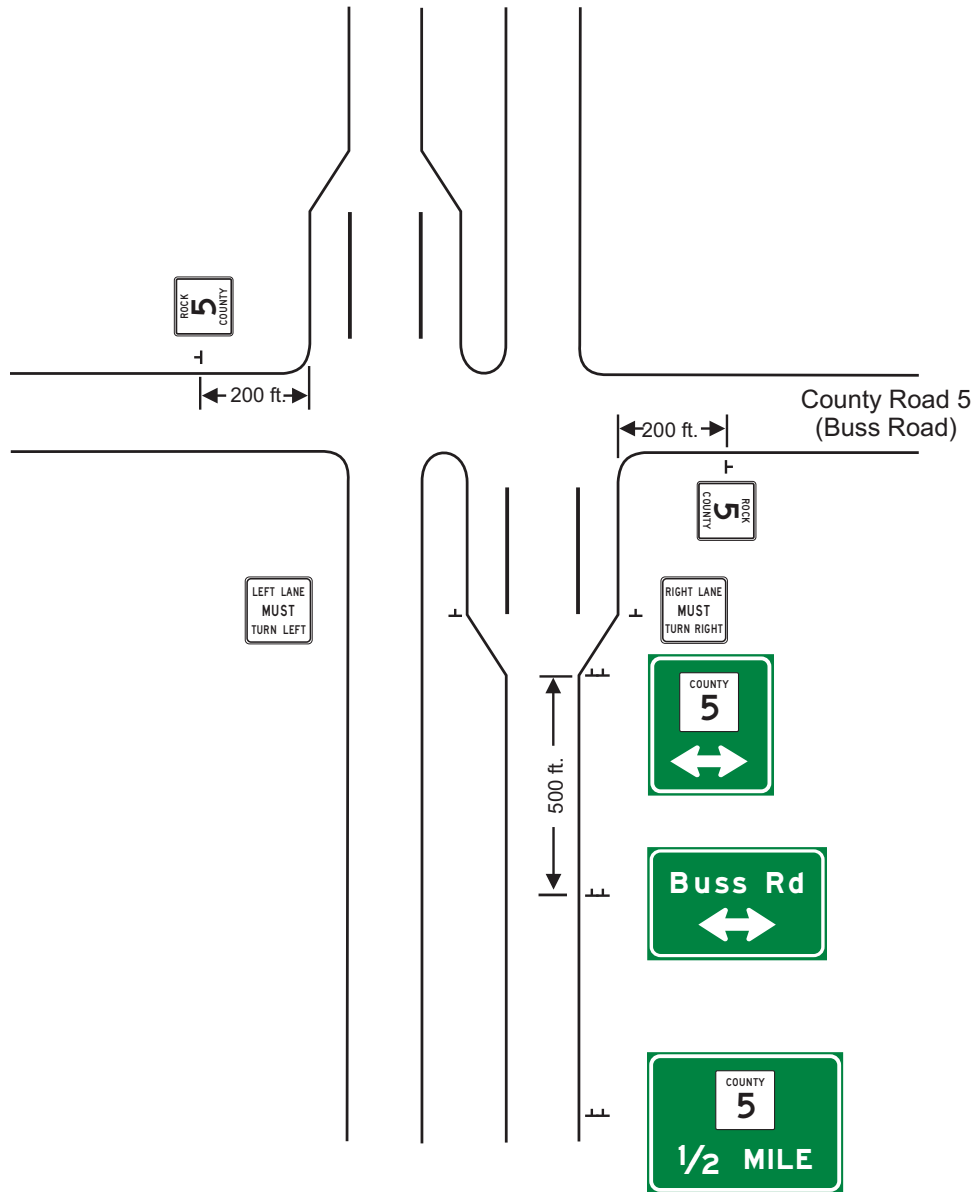 ROCK
5
COUNTY
200 ft.
County Road 5
(Buss Road)
200 ft.
ROCK
5
COUNTY
LEFT LANE
MUST
TURN LEFT
RIGHT LANE
MUST
TURN RIGHT
COUNTY
5
500 ft.
Buss Rd
COUNTY
5
1/2 MILE